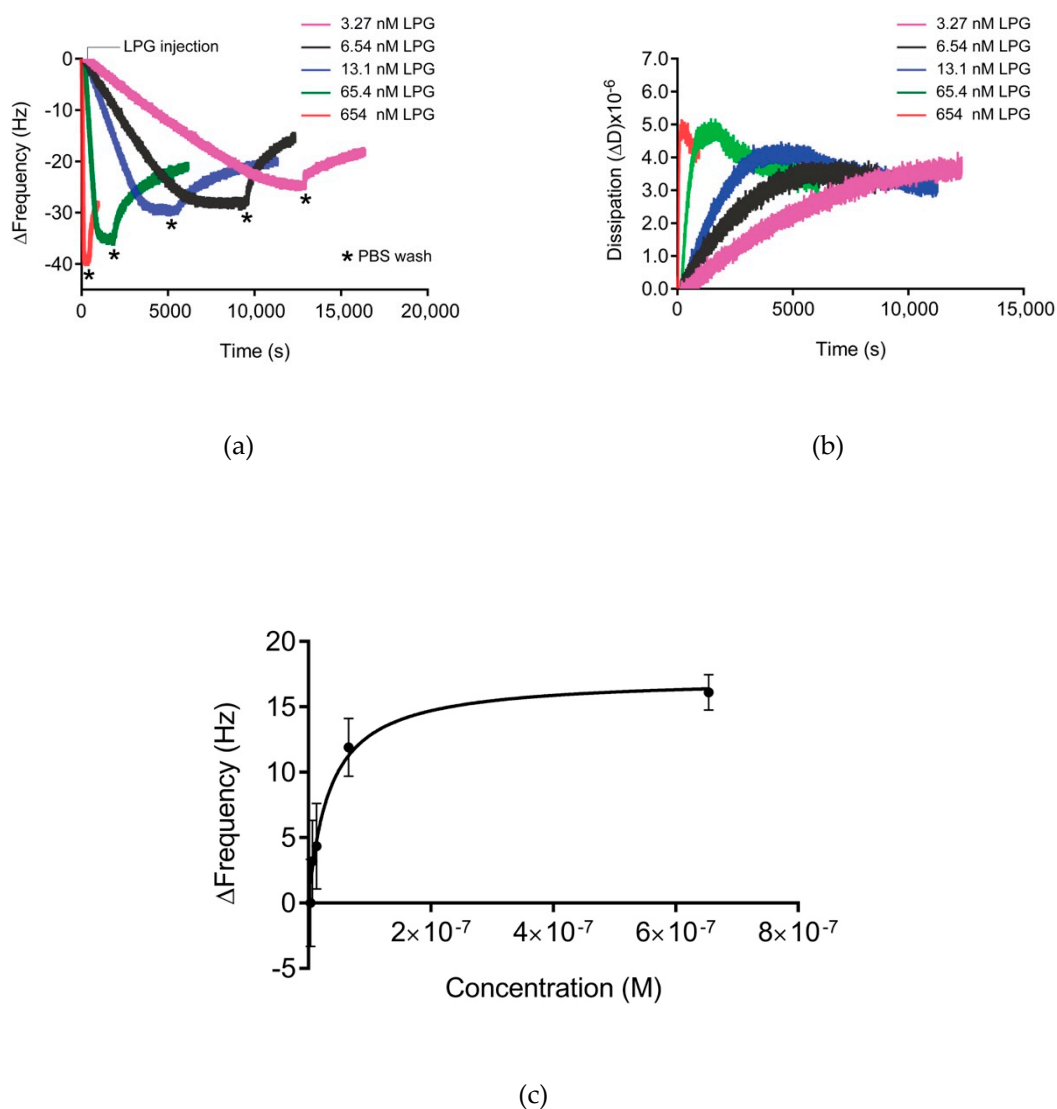 LPG injection
3.27 nM LPG
6.54 nM LPG
13.1 nM LPG
65.4 nM LPG
654 nM LPG
0
-10
-20
-30
-40
ΔFrequency (Hz)
* * * * *
* PBS wash
0 5000 10,000 15,000 20,000
Time (s)
(a)
3.27 nM LPG
6.54 nM LPG
13.1 nM LPG
65.4 nM LPG
654 nM LPG
7.0
6.0
5.0
4.0
3.0
2.0
1.0
0.0
Dissipation (ΔD)x10⁻⁶
0 5000 10,000 15,000
Time (s)
(b)
20
15
10
5
0
-5
ΔFrequency (Hz)
2×10⁻⁷ 4×10⁻⁷ 6×10⁻⁷ 8×10⁻⁷
Concentration (M)
(c)